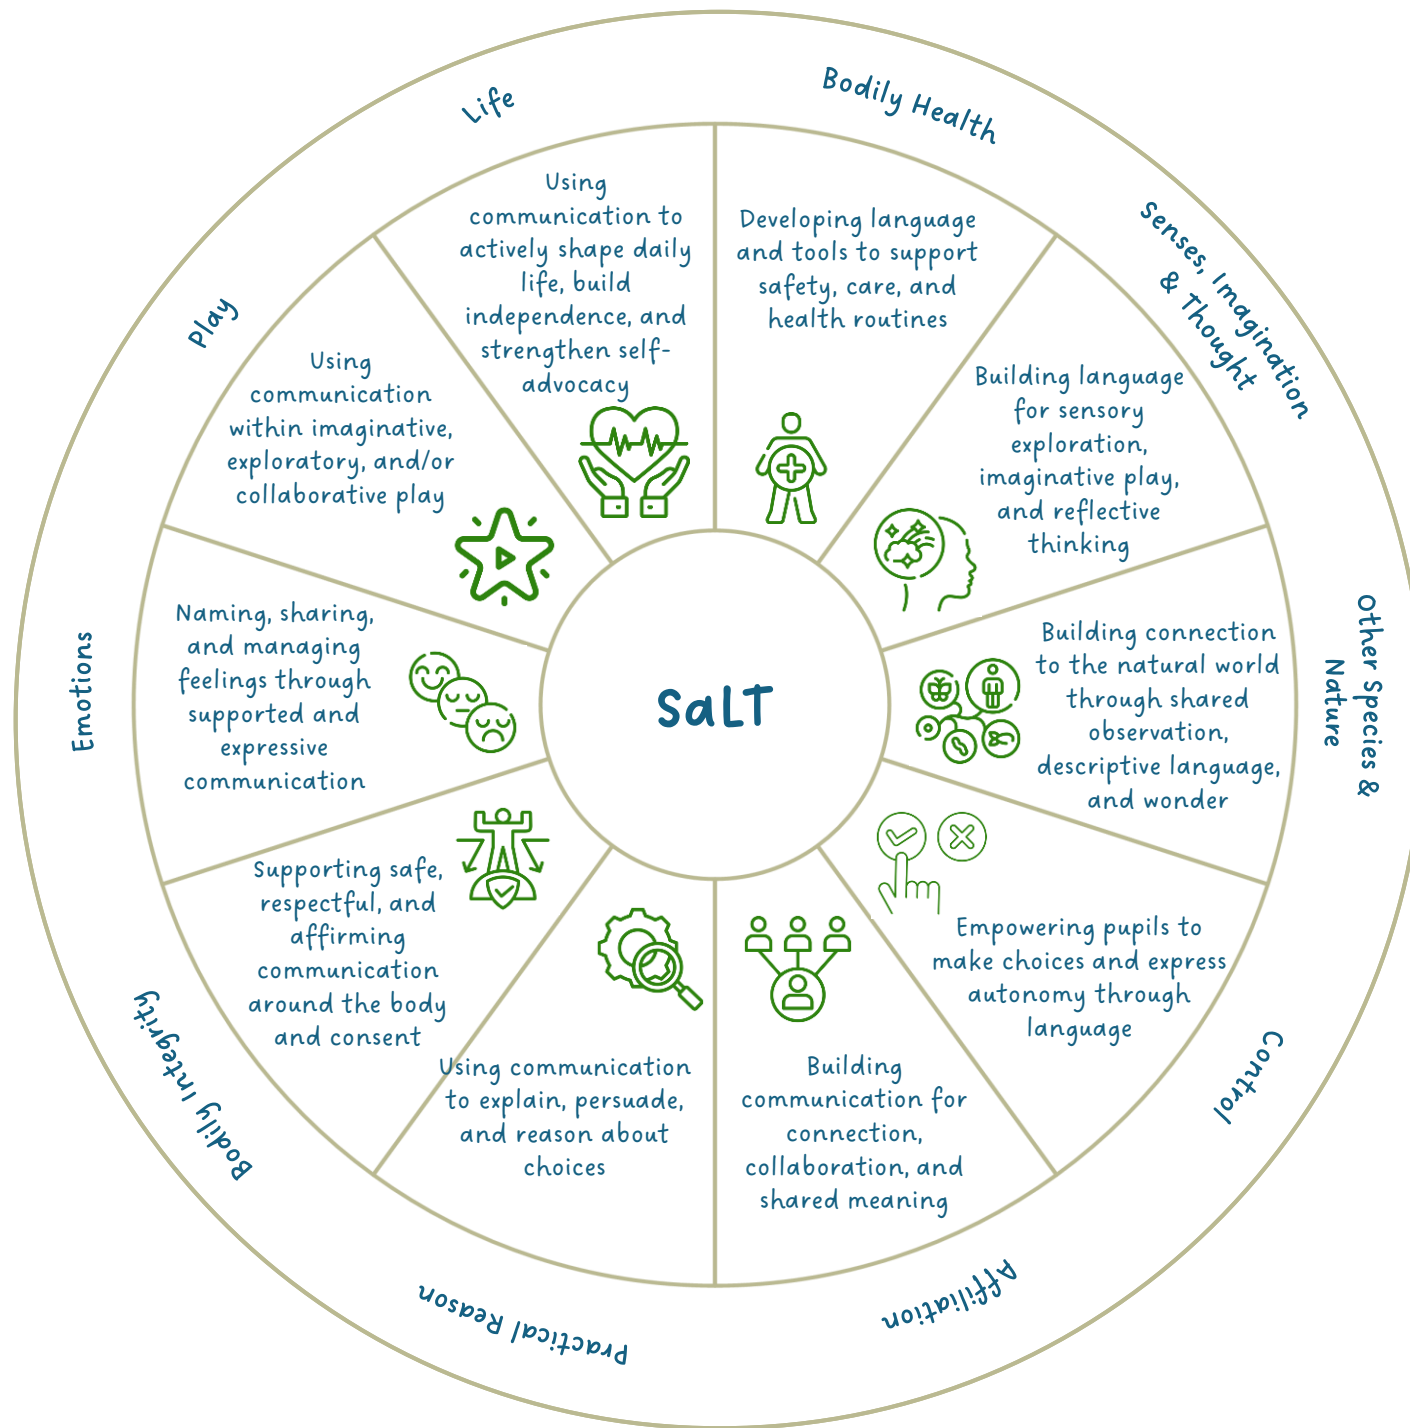 Life
Using
communication to
actively shape daily
life, build
independence, and
strengthen self-
advocacy
Bodily Health
Developing language
and tools to support
safety, care, and
health routines
Senses, Imagination
& Thought
Building language
for sensory
exploration,
imaginative play,
and reflective
thinking
Other Species &
Nature
Building connection
to the natural world
through shared
observation,
descriptive language,
and wonder
Control
Empowering pupils to
make choices and express
autonomy through
language
Affiliation
Building
communication for
connection,
collaboration, and
shared meaning
Practical Reason
Using communication
to explain, persuade,
and reason about
choices
Bodily Integrity
Supporting safe,
respectful, and
affirming
communication
around the body
and consent
Emotions
Naming, sharing,
and managing
feelings through
supported and
expressive
communication
Play
Using
communication
within imaginative,
exploratory, and/or
collaborative play
SaLT